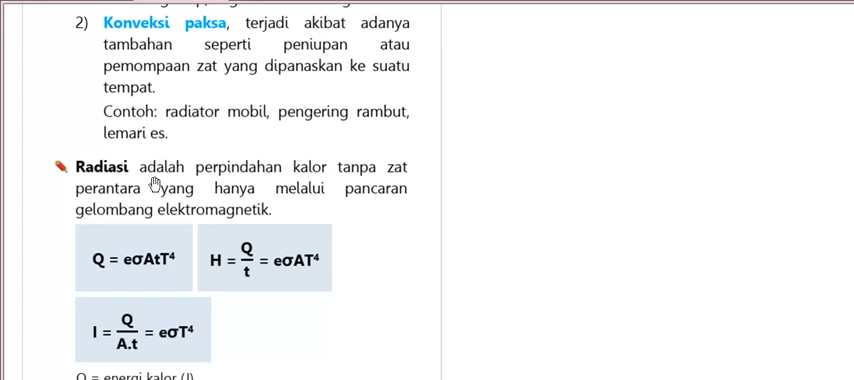 2) Konveksi paksa, terjadi akibat adanya
tambahan seperti peniupan atau
pemompaan zat yang dipanaskan ke suatu
tempat.
Contoh: radiator mobil, pengering rambut,
lemari es.
Radiasi adalah perpindahan kalor tanpa zat
perantara yang hanya melalui pancaran
gelombang elektromagnetik.
Q = eσAtT⁴ H = Q/t = eσAT⁴
I = Q/A.t = eσT⁴
Q = energi kalor (J)